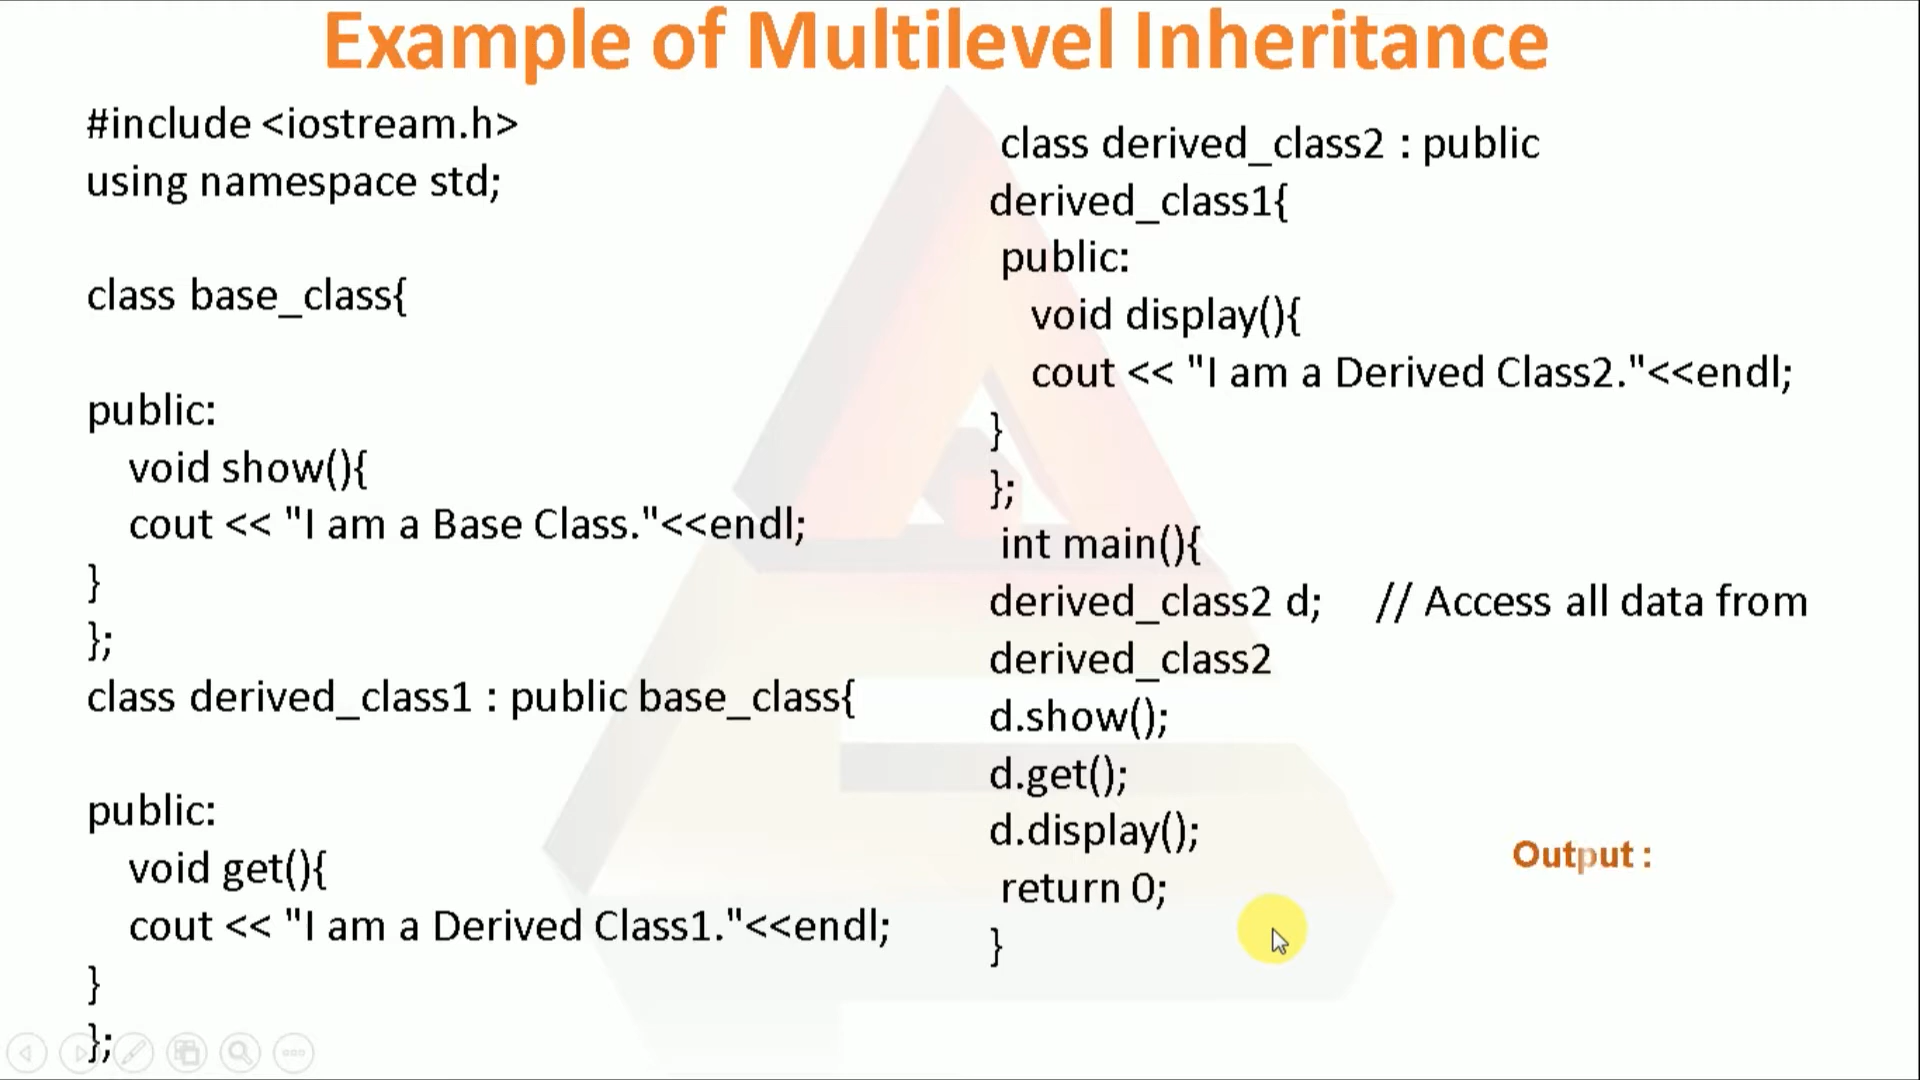 Example of Multilevel Inheritance
#include <iostream.h>
using namespace std;
class base_class{
public:
void show(){
cout << "I am a Base Class."<<endl;
}
};
class derived_class1 : public base_class{
public:
void get(){
cout << "I am a Derived Class1."<<endl;
}
};
class derived_class2 : public
derived_class1{
public:
void display(){
cout << "I am a Derived Class2."<<endl;
}
};
int main(){
derived_class2 d; // Access all data from
derived_class2
d.show();
d.get();
d.display();
return 0;
}
Output :